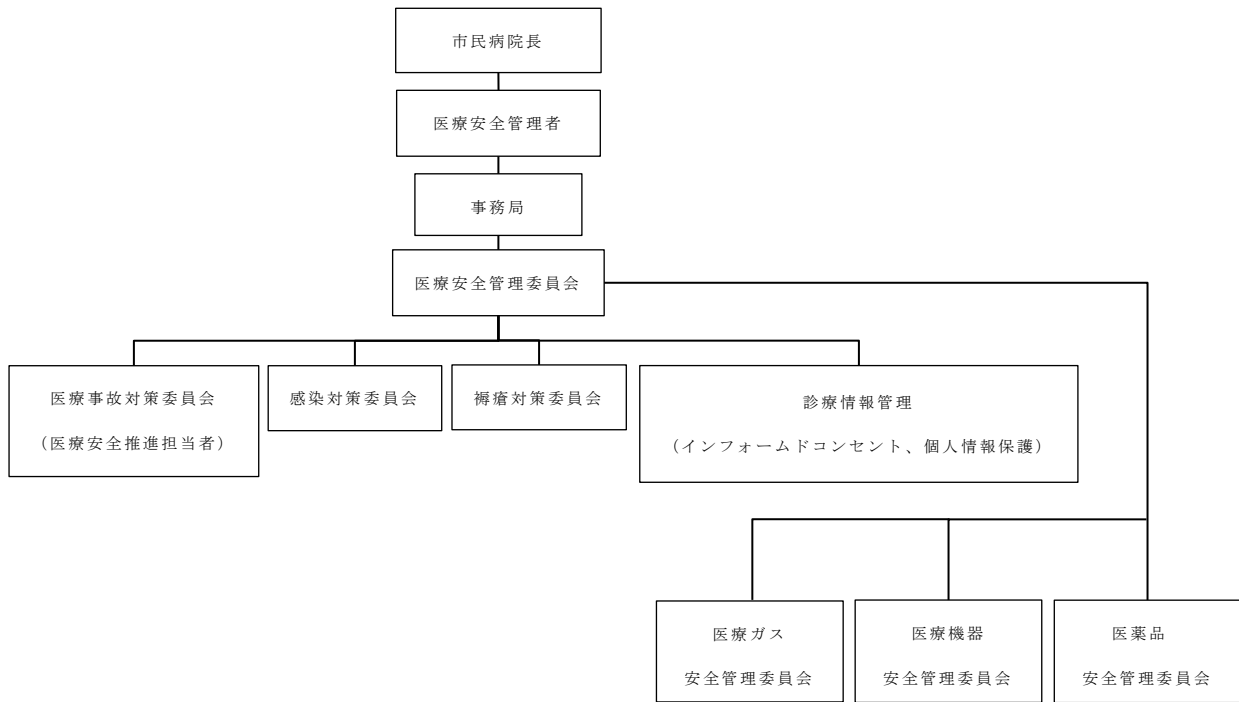 市民病院長
医療安全管理者
事務局
医療安全管理委員会
医療事故対策委員会
（医療安全推進担当者）
感染対策委員会
褥瘡対策委員会
診療情報管理
（インフォームドコンセント、個人情報保護）
医療ガス
安全管理委員会
医療機器
安全管理委員会
医薬品
安全管理委員会